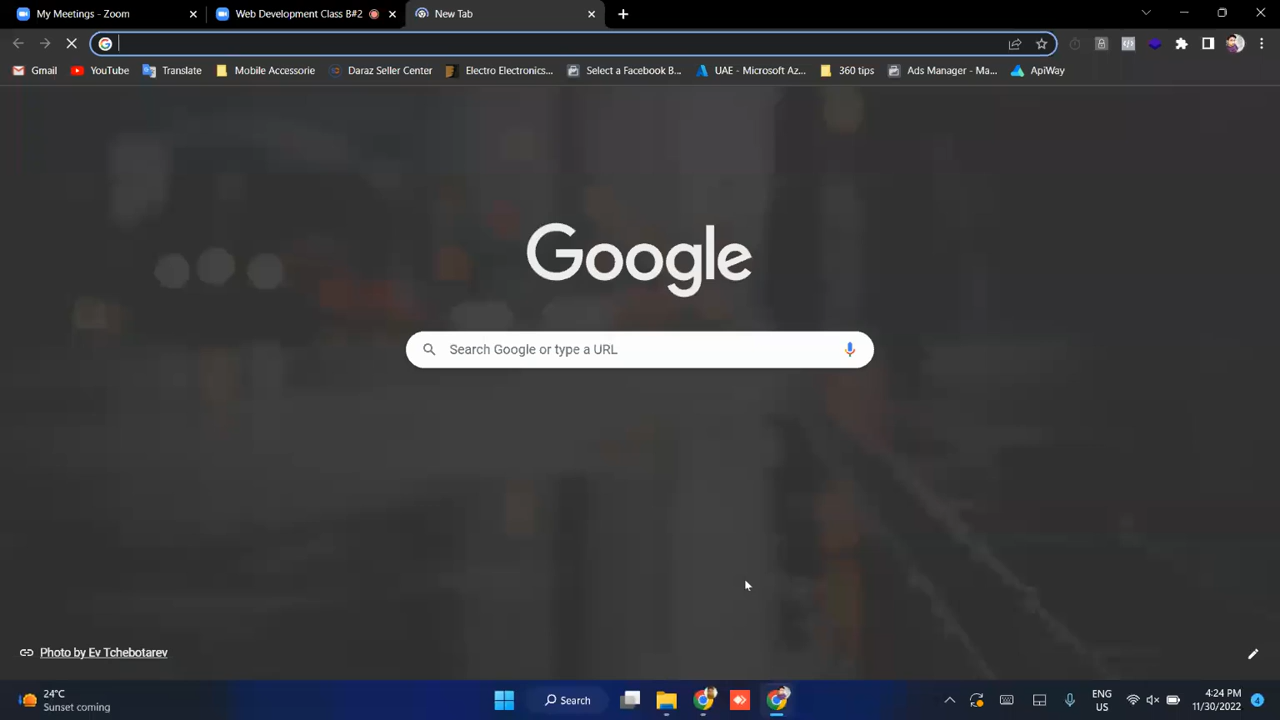 My Meetings - Zoom
Web Development Class B#2
New Tab
Gmail
YouTube
Translate
Mobile Accessorie
Daraz Seller Center
Electro Electronics...
Select a Facebook B...
UAE - Microsoft Az...
360 tips
Ads Manager - Ma...
ApiWay
Google
Search Google or type a URL
Photo by Ev Tchebotarev
24°C
Sunset coming
Search
ENG
US
4:24 PM
11/30/2022
4